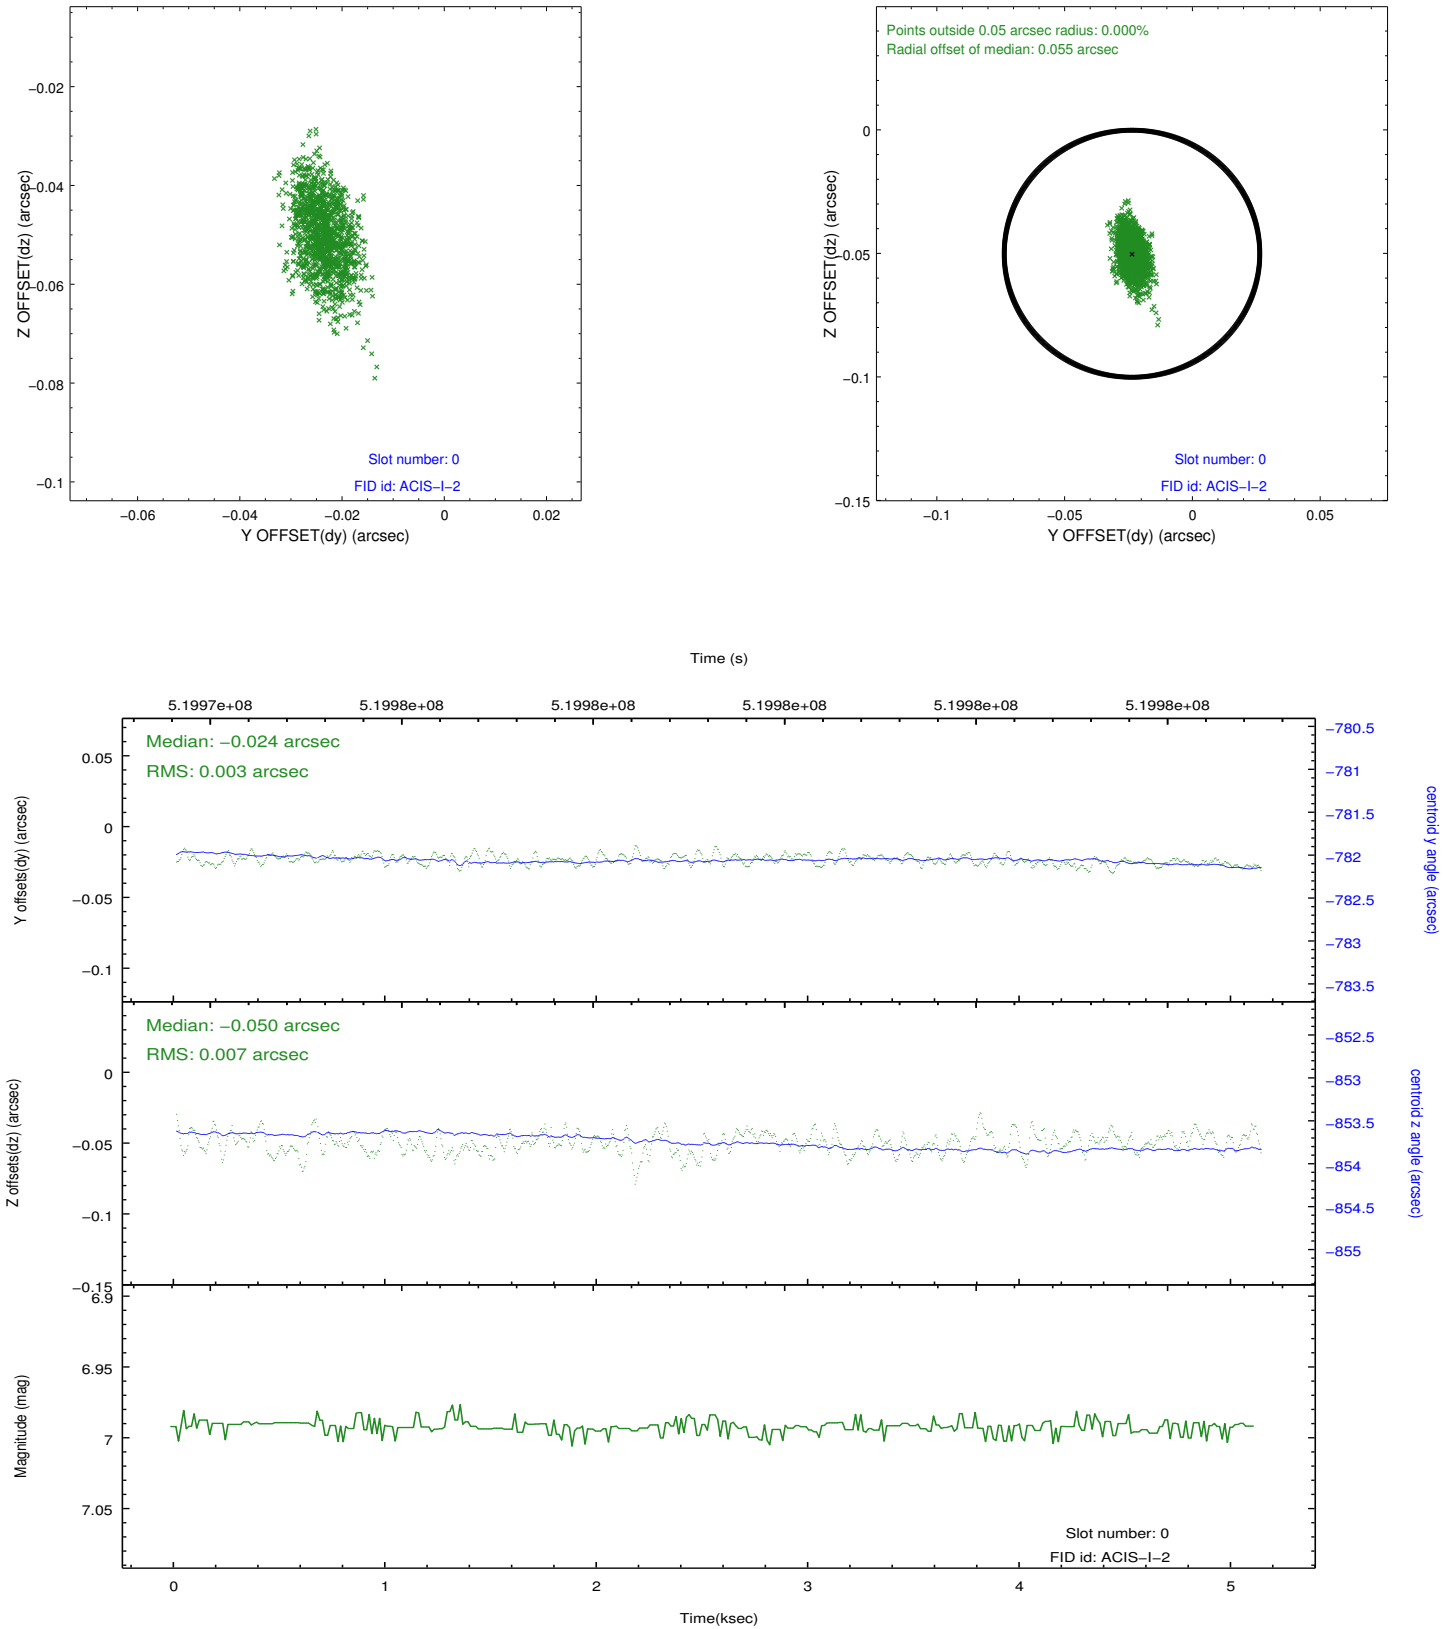 −0.02
−0.04
−0.06
−0.08
−0.1
Z OFFSET(dz) (arcsec)
Slot number: 0
FID id: ACIS−I−2
−0.06
−0.04
−0.02
0
0.02
Y OFFSET(dy) (arcsec)
Points outside 0.05 arcsec radius: 0.000%
Radial offset of median: 0.055 arcsec
0
−0.05
−0.1
−0.15
Z OFFSET(dz) (arcsec)
Slot number: 0
FID id: ACIS−I−2
−0.1
−0.05
0
0.05
Y OFFSET(dy) (arcsec)
Time (s)
5.1997e+08
5.1998e+08
5.1998e+08
5.1998e+08
5.1998e+08
5.1998e+08
Median: −0.024 arcsec
RMS: 0.003 arcsec
0.05
0
−0.05
−0.1
Y offsets(dy) (arcsec)
−780.5
−781
−781.5
−782
−782.5
−783
−783.5
centroid y angle (arcsec)
Median: −0.050 arcsec
RMS: 0.007 arcsec
0
−0.05
−0.1
−0.15
Z offsets(dz) (arcsec)
−852.5
−853
−853.5
−854
−854.5
−855
centroid z angle (arcsec)
6.9
6.95
7
7.05
Magnitude (mag)
Slot number: 0
FID id: ACIS−I−2
0
1
2
3
4
5
Time(ksec)